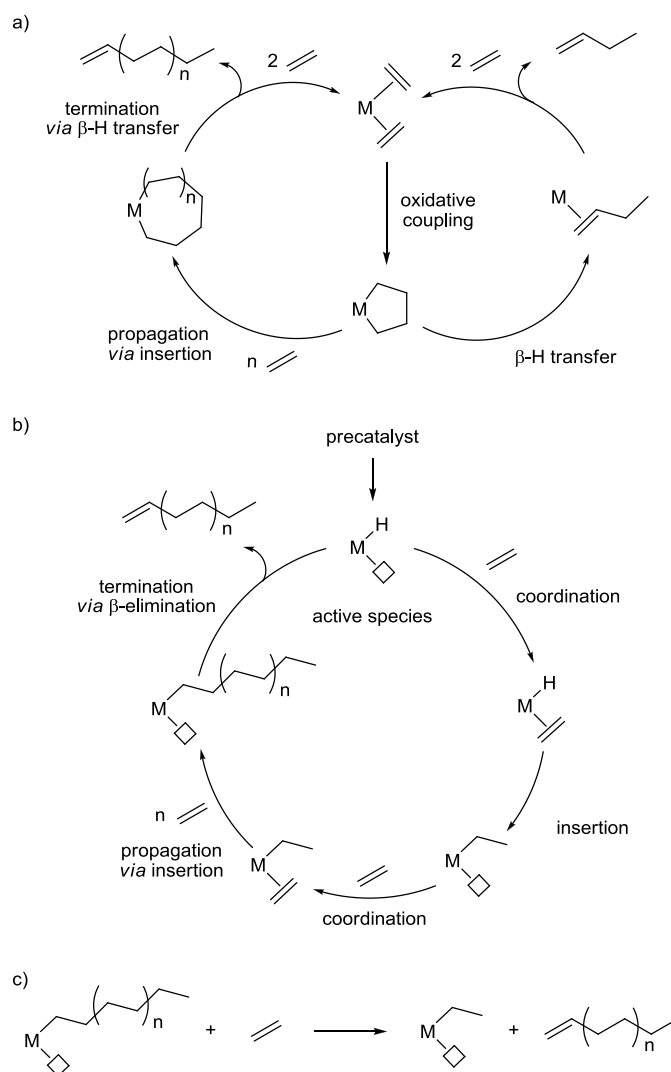 a)
2
2
n
termination
via β-H transfer
M
n
M
oxidative
coupling
M
M
propagation
via insertion
n
β-H transfer
b)
precatalyst
H
M
n
termination
via β-elimination
active species
coordination
n
M
H
M
n
propagation
via insertion
insertion
M
M
coordination
c)
n
M
+
M
+
n